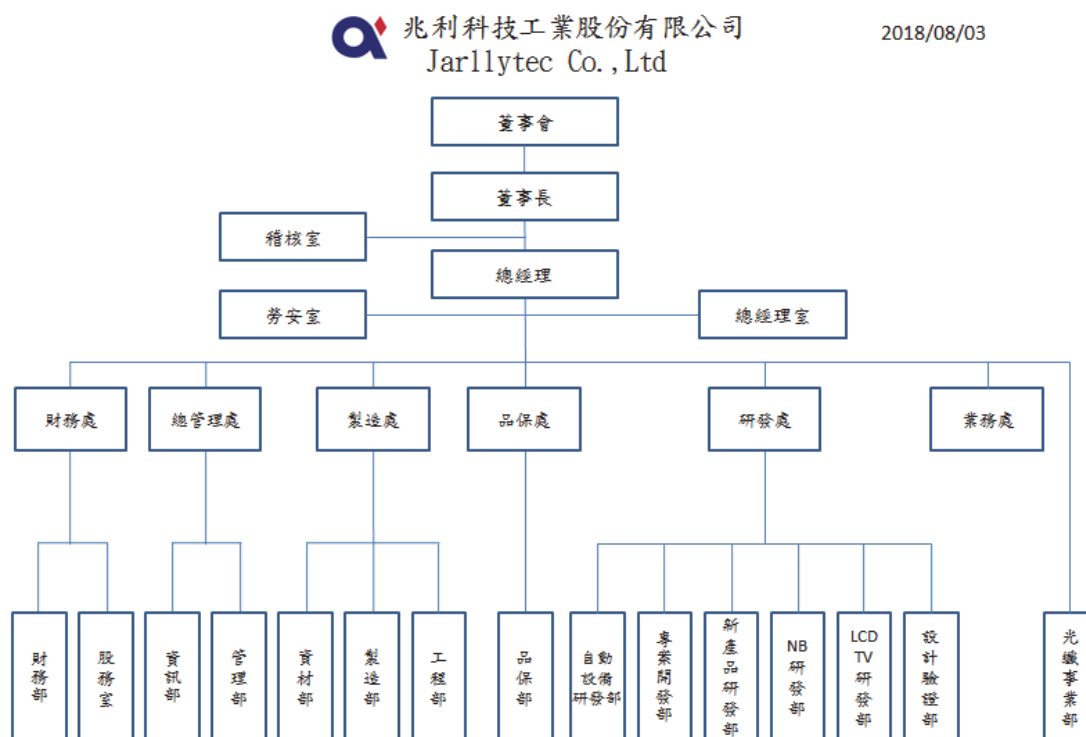 兆利科技工業股份有限公司
2018/08/03
Jarllytec Co.,Ltd
董事會
董事長
稽核室
總經理
勞安室
總經理室
財務處
總管理處
製造處
品保處
研發處
業務處
財務部
股務室
資訊部
管理部
資材部
製造部
工程部
品保部
自動
設備
研發部
專業開發部
新產品研發部
NB
研發部
LCD
TV
研發部
設計驗證部
光纖事業部